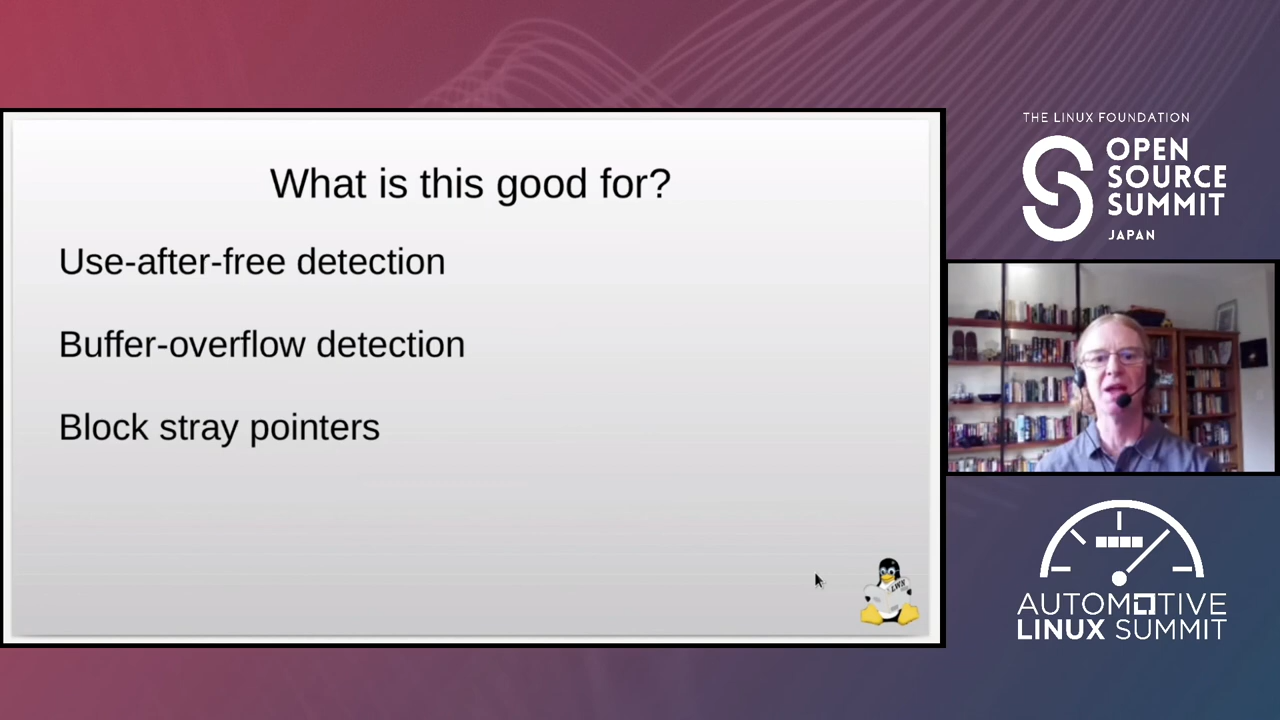 What is this good for?
Use-after-free detection
Buffer-overflow detection
Block stray pointers
LWN
THE LINUX FOUNDATION
OPEN
SOURCE
SUMMIT
JAPAN
AUTOMOTIVE
LINUX SUMMIT